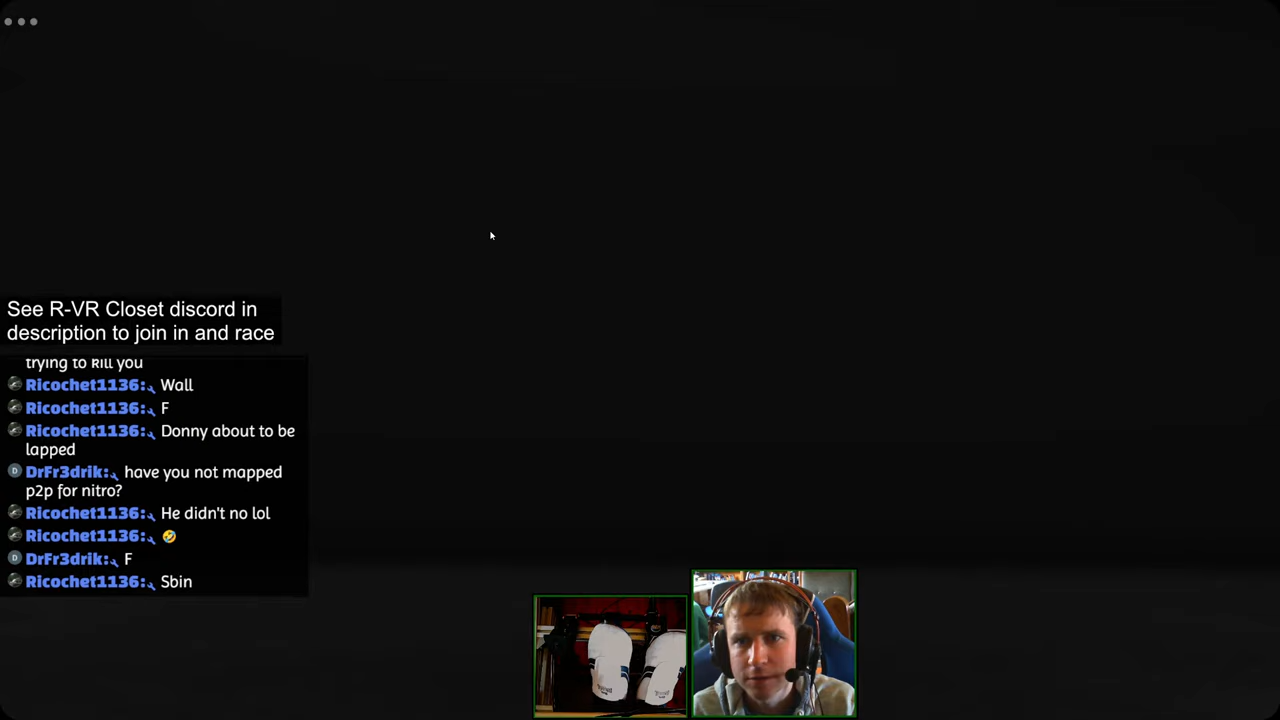 See R-VR Closet discord in
description to join in and race
trying to kill you
Ricochet1136: Wall
Ricochet1136: F
Ricochet1136: Donny about to be
lapped
DrFr3drik: have you not mapped
p2p for nitro?
Ricochet1136: He didn't no lol
Ricochet1136: 🤣
DrFr3drik: F
Ricochet1136: Sbin